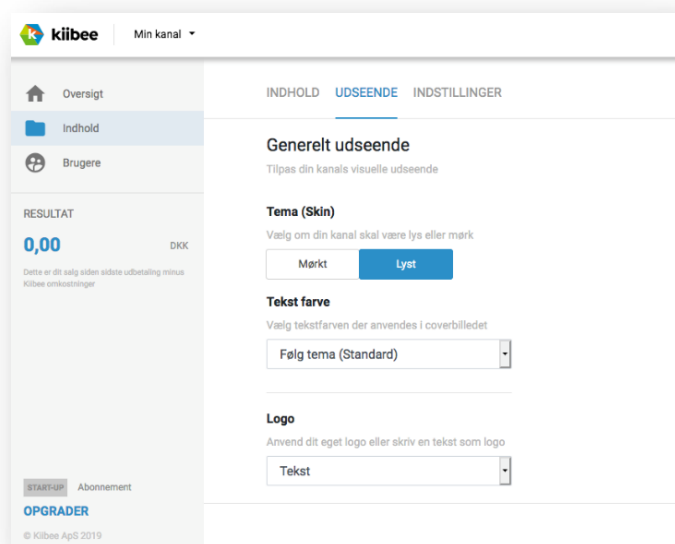 kiibee Min kanal
Oversigt
Indhold
Brugere
RESULTAT
0,00 DKK
Dette er dit salg siden sidste udbetaling minus
Kiibee omkostninger
START-UP Abonnement
OPGRADER
© Kiibee ApS 2019
INDHOLD UDSEENDE INDSTILLINGER
Generelt udseende
Tilpas din kanals visuelle udseende
Tema (Skin)
Vælg om din kanal skal være lys eller mørk
Mørkt Lyst
Tekst farve
Vælg tekstfarven der anvendes i coverbilledet
Følg tema (Standard)
Logo
Anvend dit eget logo eller skriv en tekst som logo
Tekst